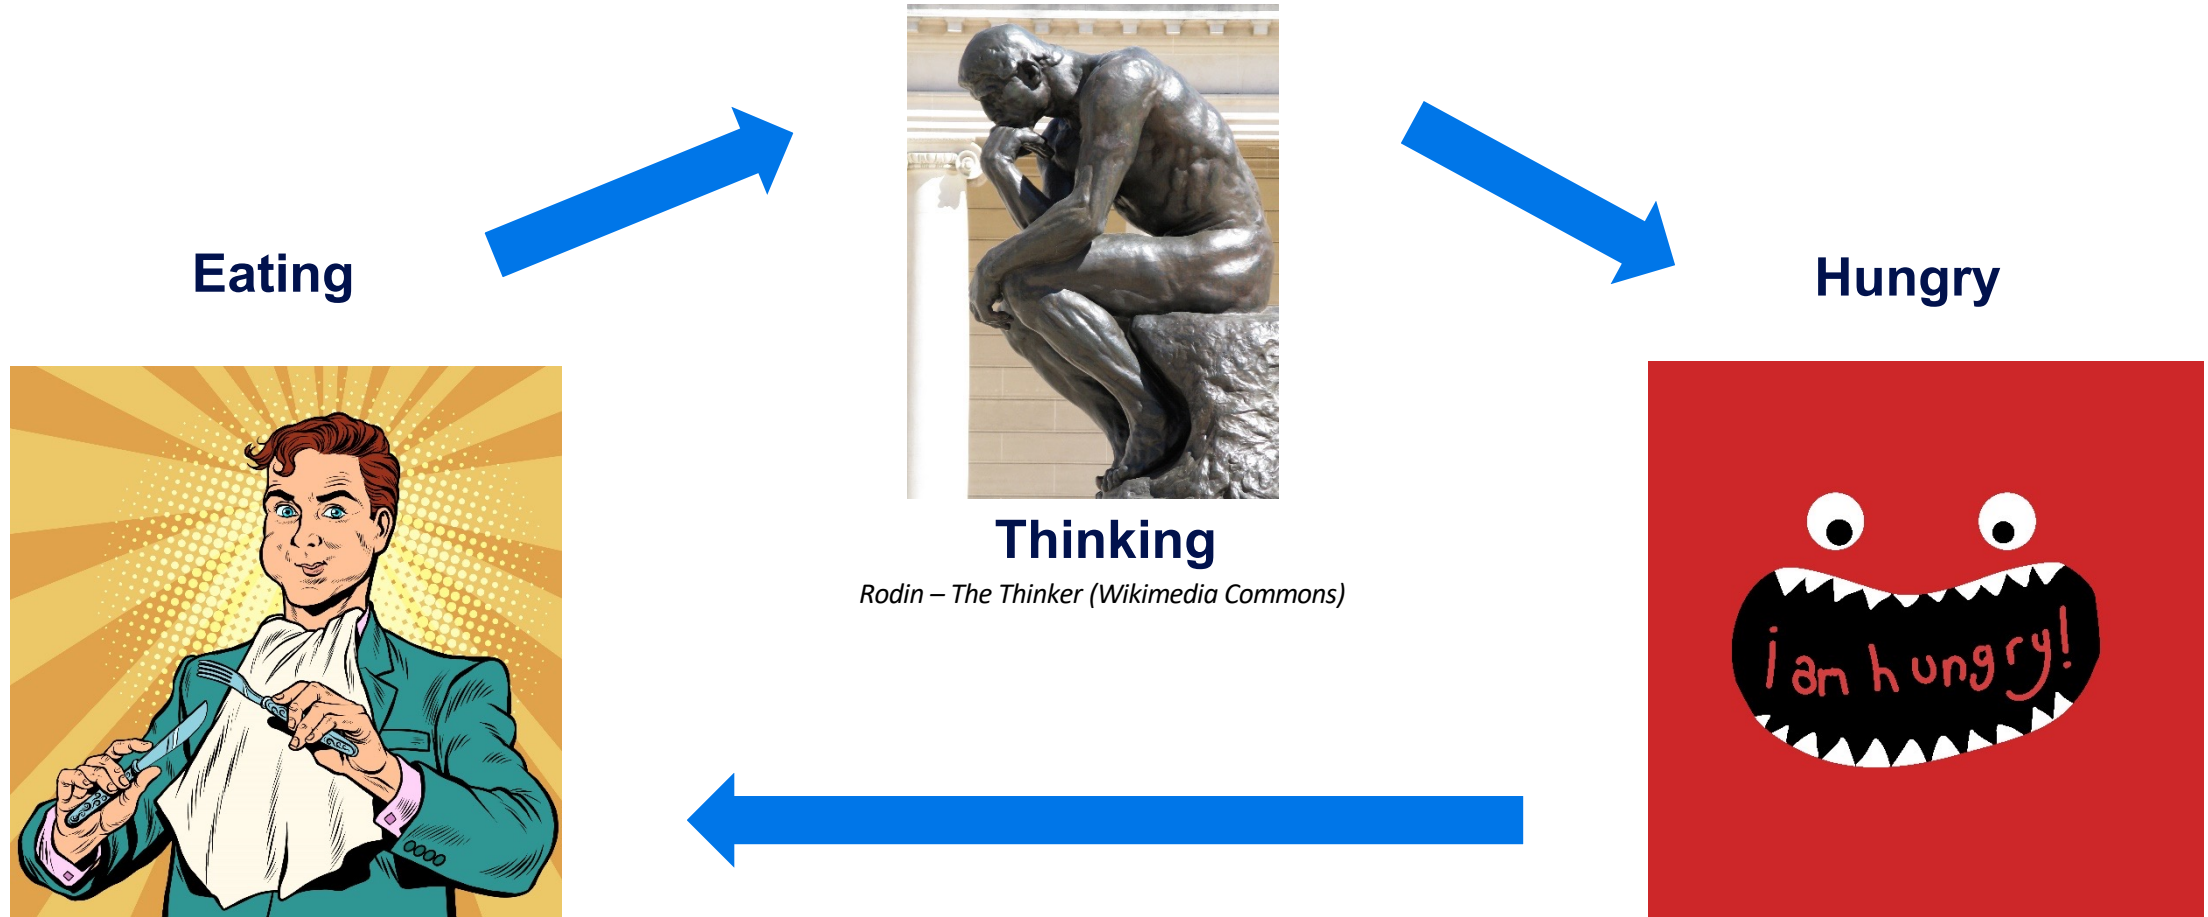 Eating
Thinking
Rodin – The Thinker (Wikimedia Commons)
Hungry
i am hungry!